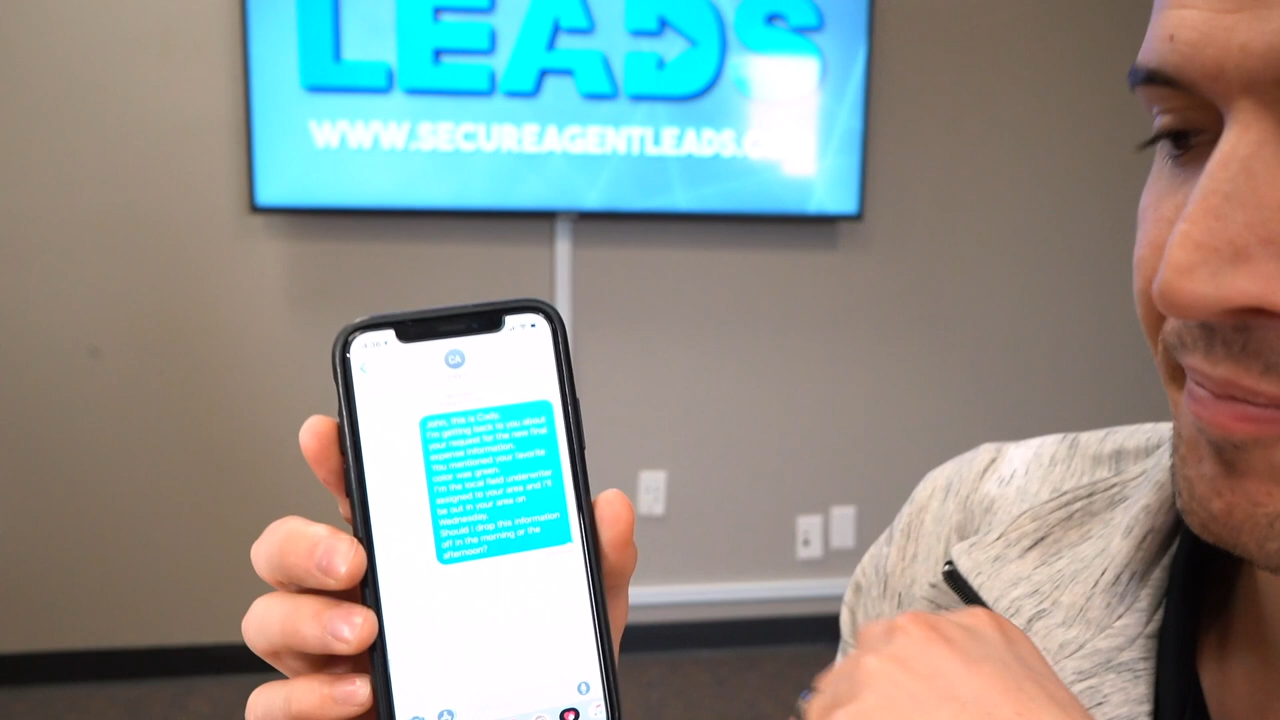 LEADS
WWW.SECUREAGENTLEADS.
CA
John, this is Cody.
I'm getting back to you about
your request for the new final
expense information.
You mentioned your favorite
color was green.
I'm the local field underwriter
assigned to your area and I'll
be out in your area on
Wednesday.
Should I drop this information
off in the morning or the
afternoon?